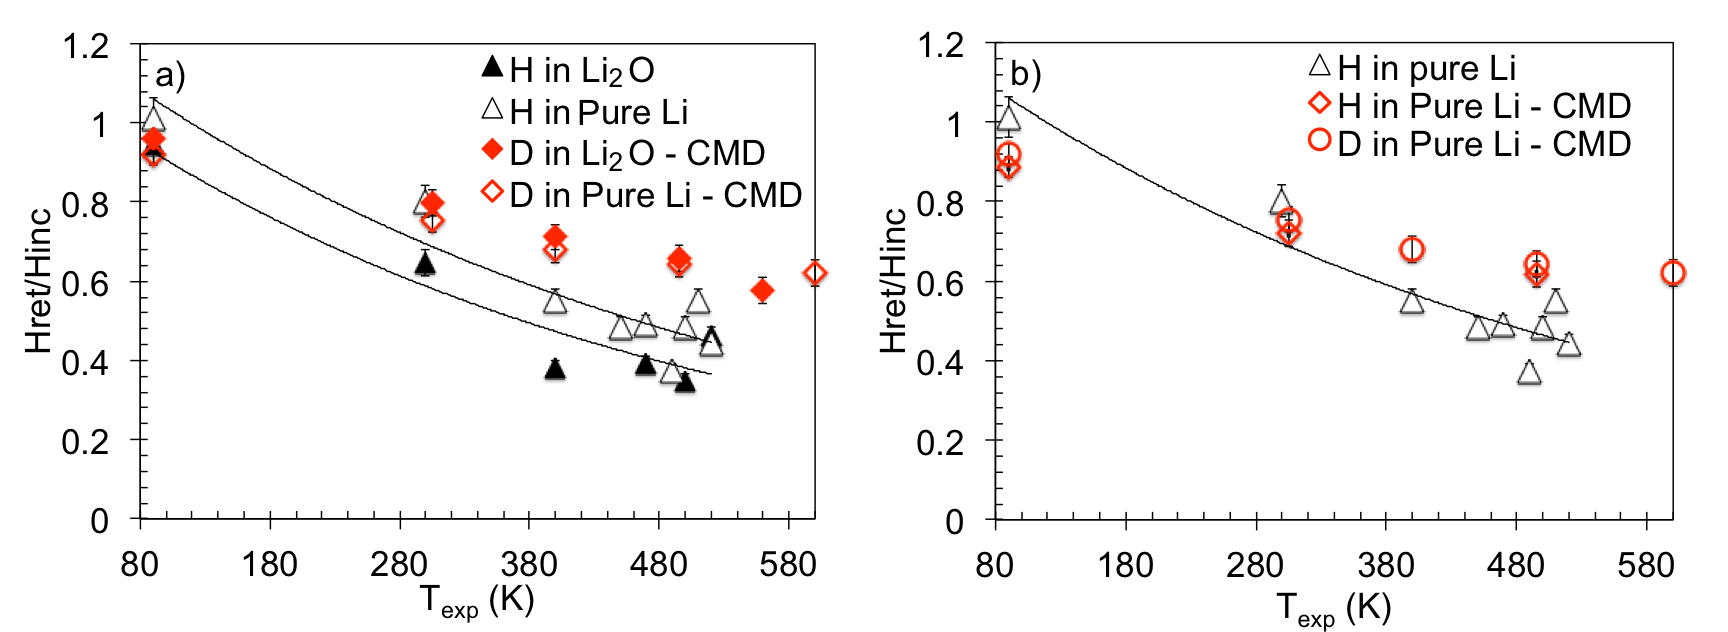 a)
H in Li2O
H in Pure Li
D in Li2O - CMD
D in Pure Li - CMD
1.2
1
0.8
0.6
0.4
0.2
0
Hret/Hinc
80 180 280 380 480 580
Texp (K)
b)
H in pure Li
H in Pure Li - CMD
D in Pure Li - CMD
1.2
1
0.8
0.6
0.4
0.2
0
Hret/Hinc
80 180 280 380 480 580
Texp (K)